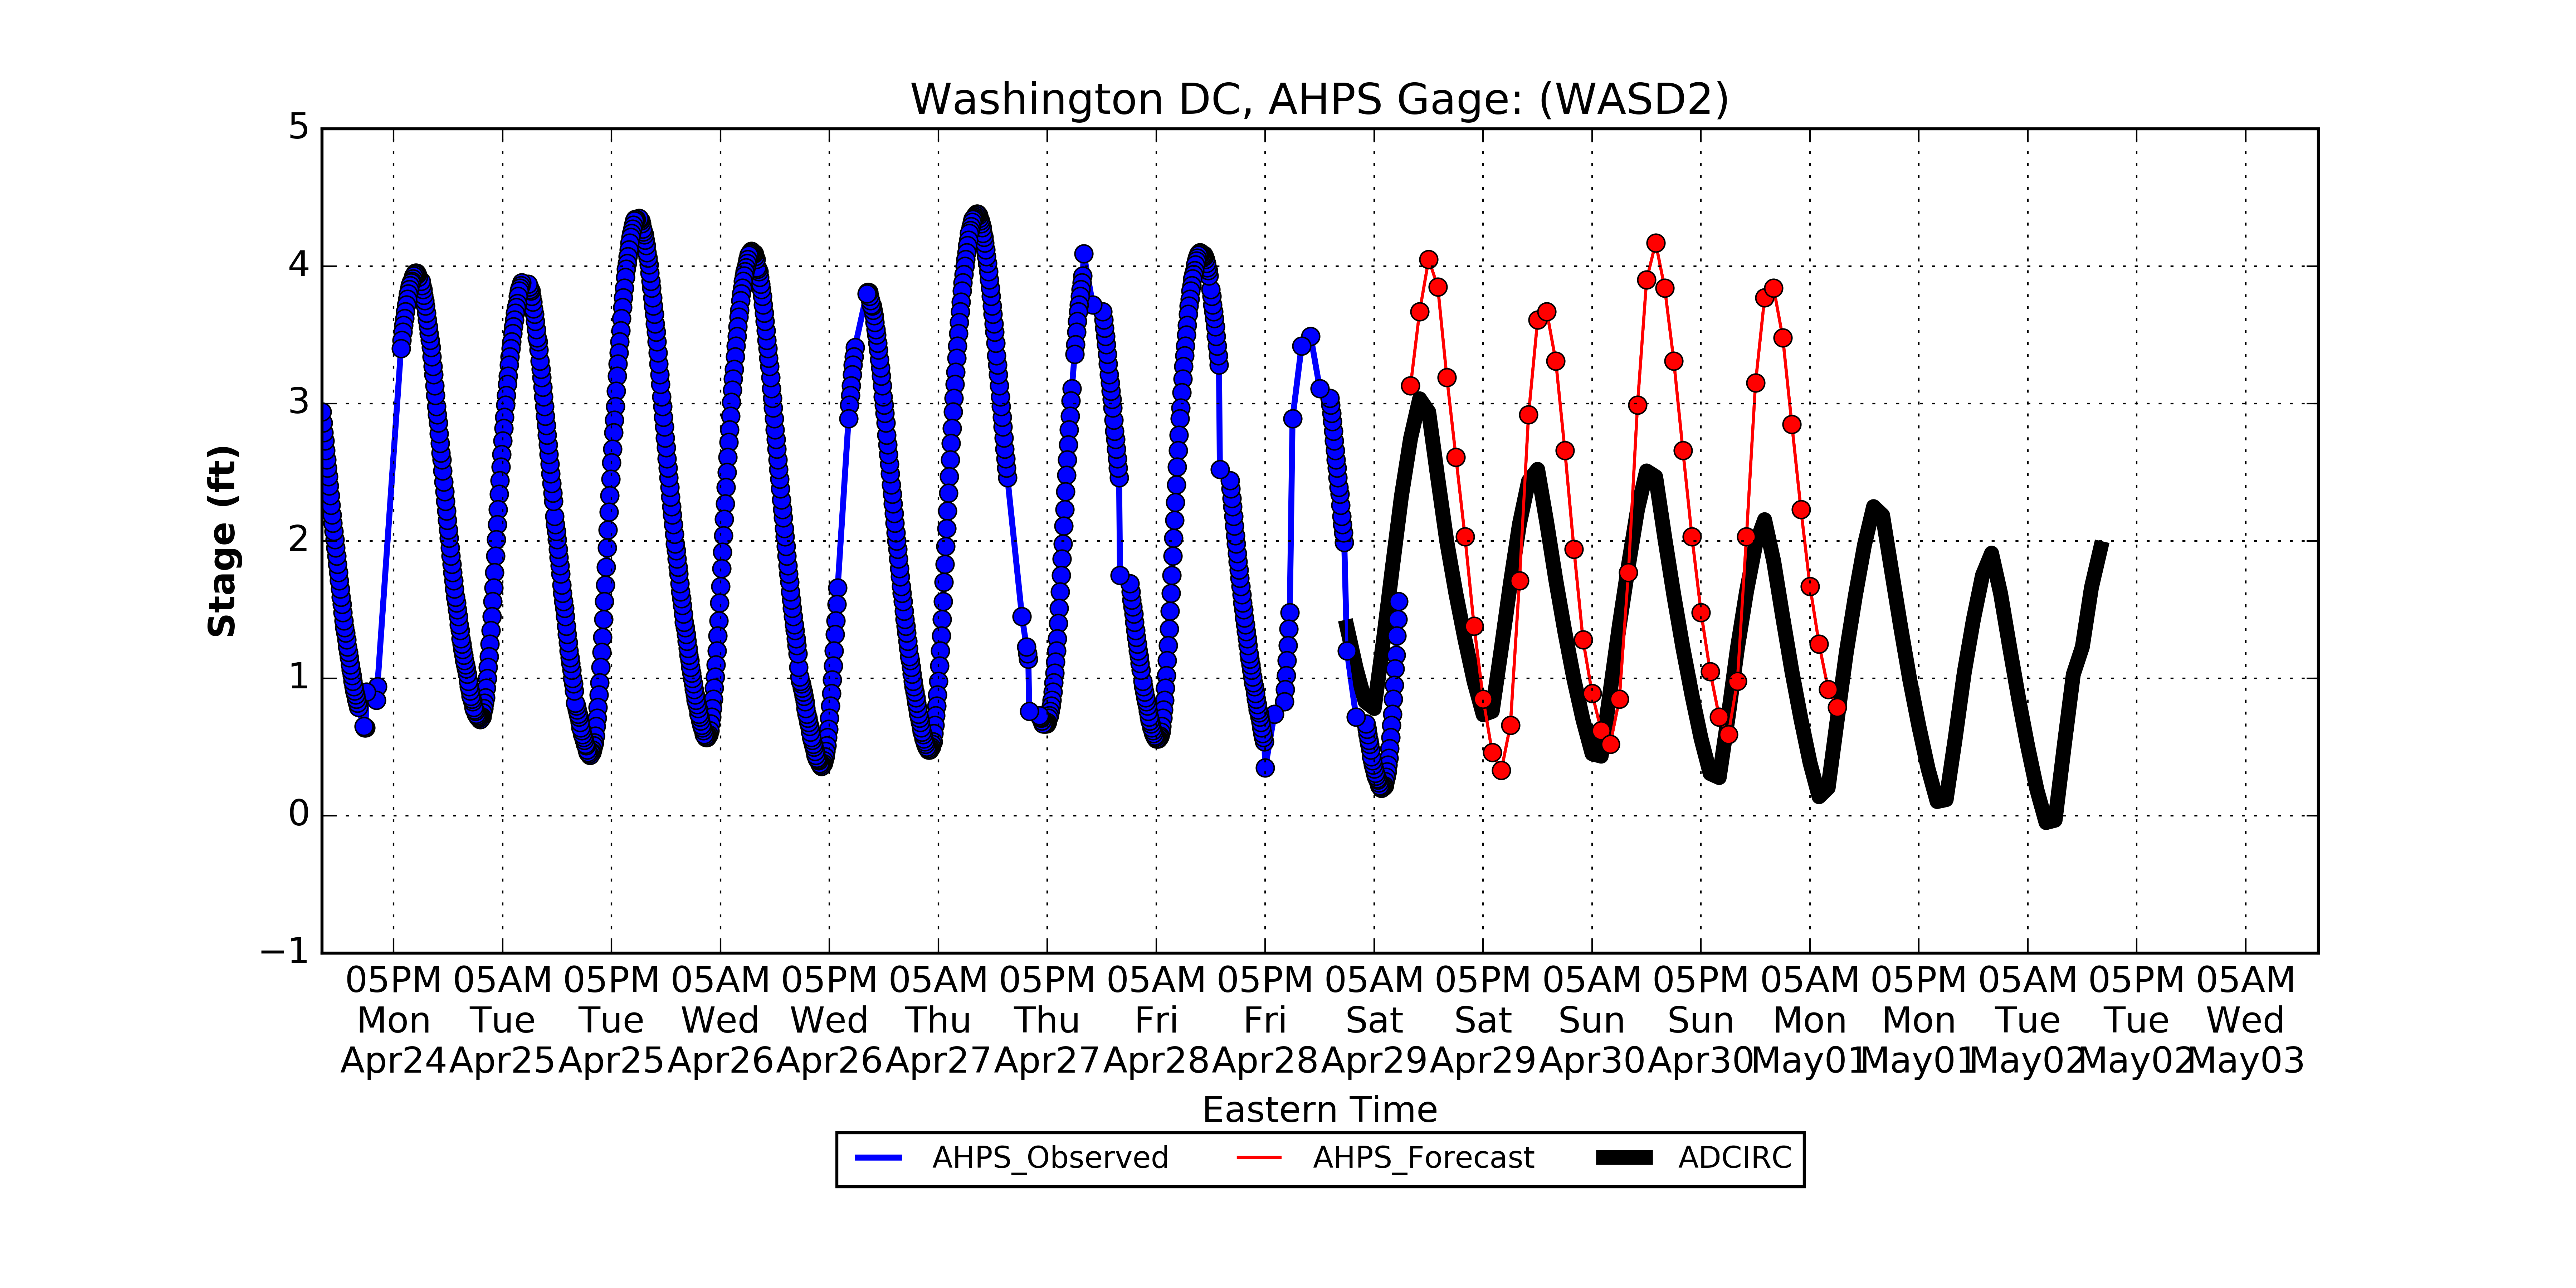 Washington DC, AHPS Gage: (WASD2)
5
4
3
2
1
0
−1
Stage (ft)
05PM 05AM 05PM 05AM 05PM 05AM 05PM 05AM 05PM 05AM 05PM 05AM 05PM 05AM 05PM 05AM 05PM 05AM
Mon Tue Tue Wed Wed Thu Thu Fri Fri Sat Sat Sun Sun Mon Mon Tue Tue Wed
Apr24 Apr25 Apr25 Apr26 Apr26 Apr27 Apr27 Apr28 Apr28 Apr29 Apr29 Apr30 Apr30 May01 May01 May02 May02 May03
Eastern Time
AHPS_Observed AHPS_Forecast ADCIRC